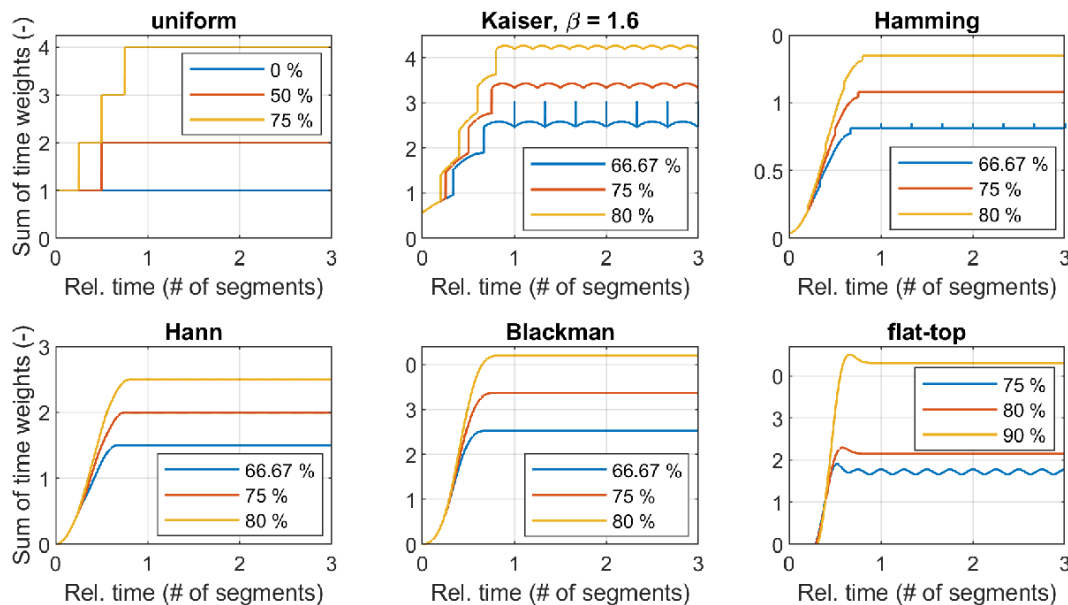 uniform
Sum of time weights (-)
4
3
2
1
0
0 %
50 %
75 %
0 1 2 3
Rel. time (# of segments)
Kaiser, β = 1.6
4
3
2
1
0
66.67 %
75 %
80 %
0 1 2 3
Rel. time (# of segments)
Hamming
0
1
0.5
0
66.67 %
75 %
80 %
0 1 2 3
Rel. time (# of segments)
Hann
Sum of time weights (-)
3
2
1
0
66.67 %
75 %
80 %
0 1 2 3
Rel. time (# of segments)
Blackman
0
3
2
1
0
66.67 %
75 %
80 %
0 1 2 3
Rel. time (# of segments)
flat-top
0
3
2
1
0
75 %
80 %
90 %
0 1 2 3
Rel. time (# of segments)